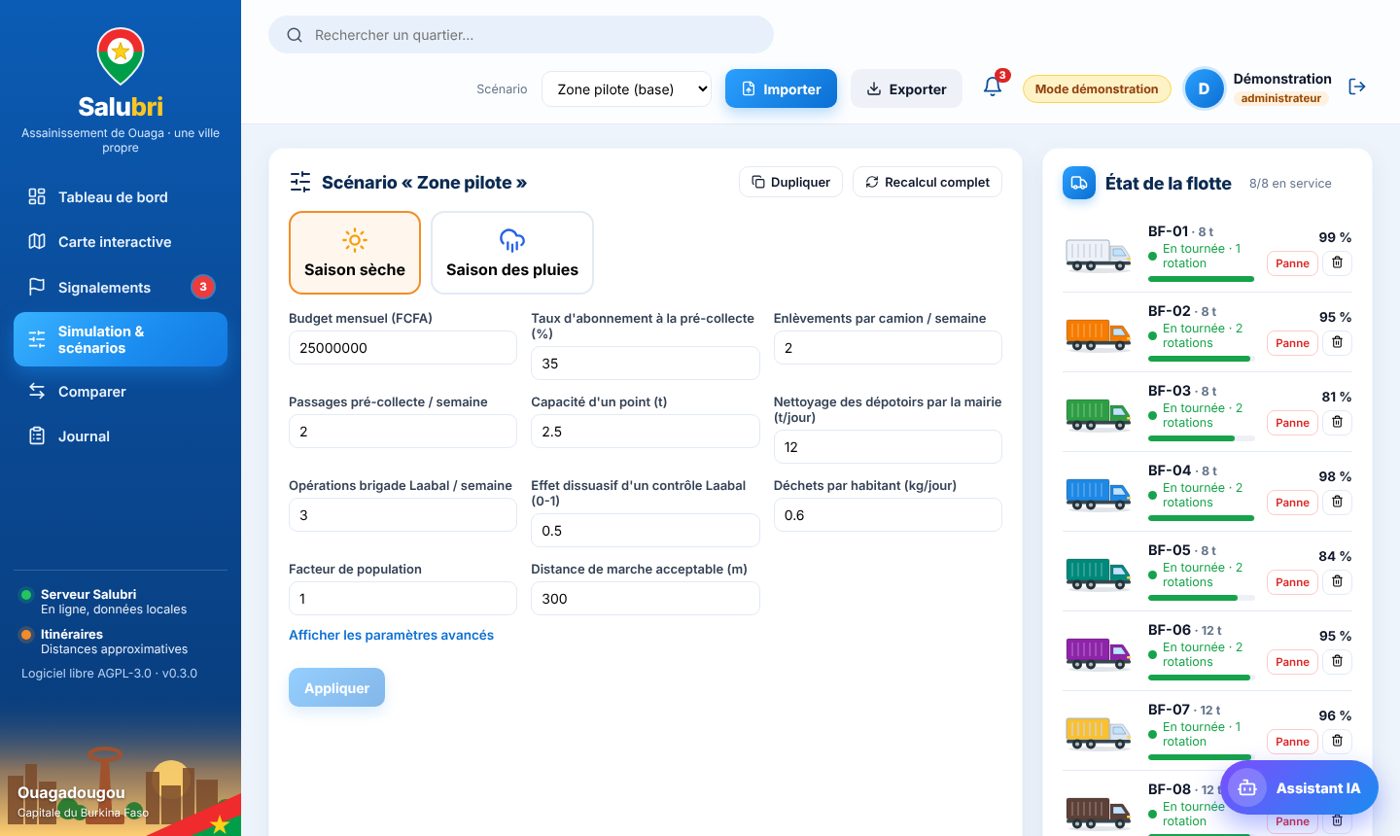 Salubri
Assainissement de Ouaga · une ville
propre
Tableau de bord
Carte interactive
Signalements
3
Simulation &
scénarios
Comparer
Journal
Serveur Salubri
En ligne, données locales
Itinéraires
Distances approximatives
Logiciel libre AGPL-3.0 · v0.3.0
Ouagadougou
Capitale du Burkina Faso
Rechercher un quartier...
Scénario
Zone pilote (base)
Importer
Exporter
3
Mode démonstration
D
Démonstration
administrateur
Scénario « Zone pilote »
Dupliquer
Recalcul complet
Saison sèche
Saison des pluies
Budget mensuel (FCFA)
25000000
Taux d'abonnement à la pré-collecte
(%)
35
Enlèvements par camion / semaine
2
Passages pré-collecte / semaine
2
Capacité d'un point (t)
2.5
Nettoyage des dépotoirs par la mairie
(t/jour)
12
Opérations brigade Laabal / semaine
3
Effet dissuasif d'un contrôle Laabal
(0-1)
0.5
Déchets par habitant (kg/jour)
0.6
Facteur de population
1
Distance de marche acceptable (m)
300
Afficher les paramètres avancés
Appliquer
État de la flotte
8/8 en service
BF-01 · 8 t
En tournée · 1
rotation
99 %
Panne
BF-02 · 8 t
En tournée · 2
rotations
95 %
Panne
BF-03 · 8 t
En tournée · 2
rotations
81 %
Panne
BF-04 · 8 t
En tournée · 2
rotations
98 %
Panne
BF-05 · 8 t
En tournée · 2
rotations
84 %
Panne
BF-06 · 12 t
En tournée · 2
rotations
95 %
Panne
BF-07 · 12 t
En tournée · 1
rotation
96 %
Panne
BF-08 · 12 t
En tournée
rotations
Panne
Assistant IA